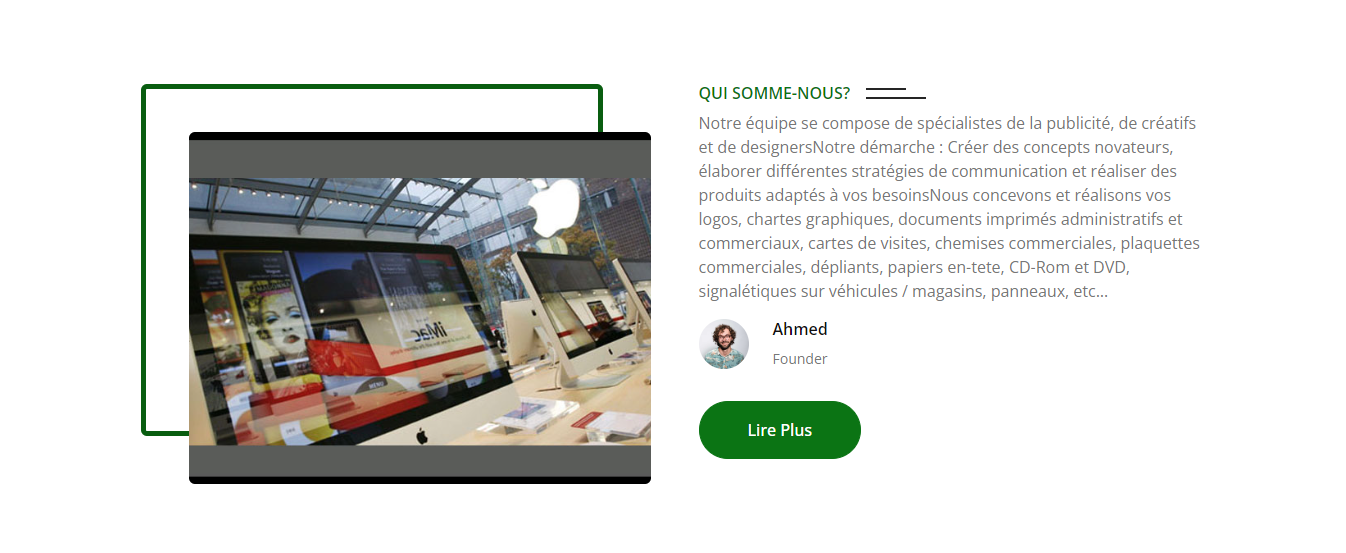 QUI SOMME-NOUS?
Notre équipe se compose de spécialistes de la publicité, de créatifs
et de designersNotre démarche : Créer des concepts novateurs,
élaborer différentes stratégies de communication et réaliser des
produits adaptés à vos besoinsNous concevons et réalisons vos
logos, chartes graphiques, documents imprimés administratifs et
commerciaux, cartes de visites, chemises commerciales, plaquettes
commerciales, dépliants, papiers en-tete, CD-Rom et DVD,
signalétiques sur véhicules / magasins, panneaux, etc...
Ahmed
Founder
Lire Plus
iMac
MENU